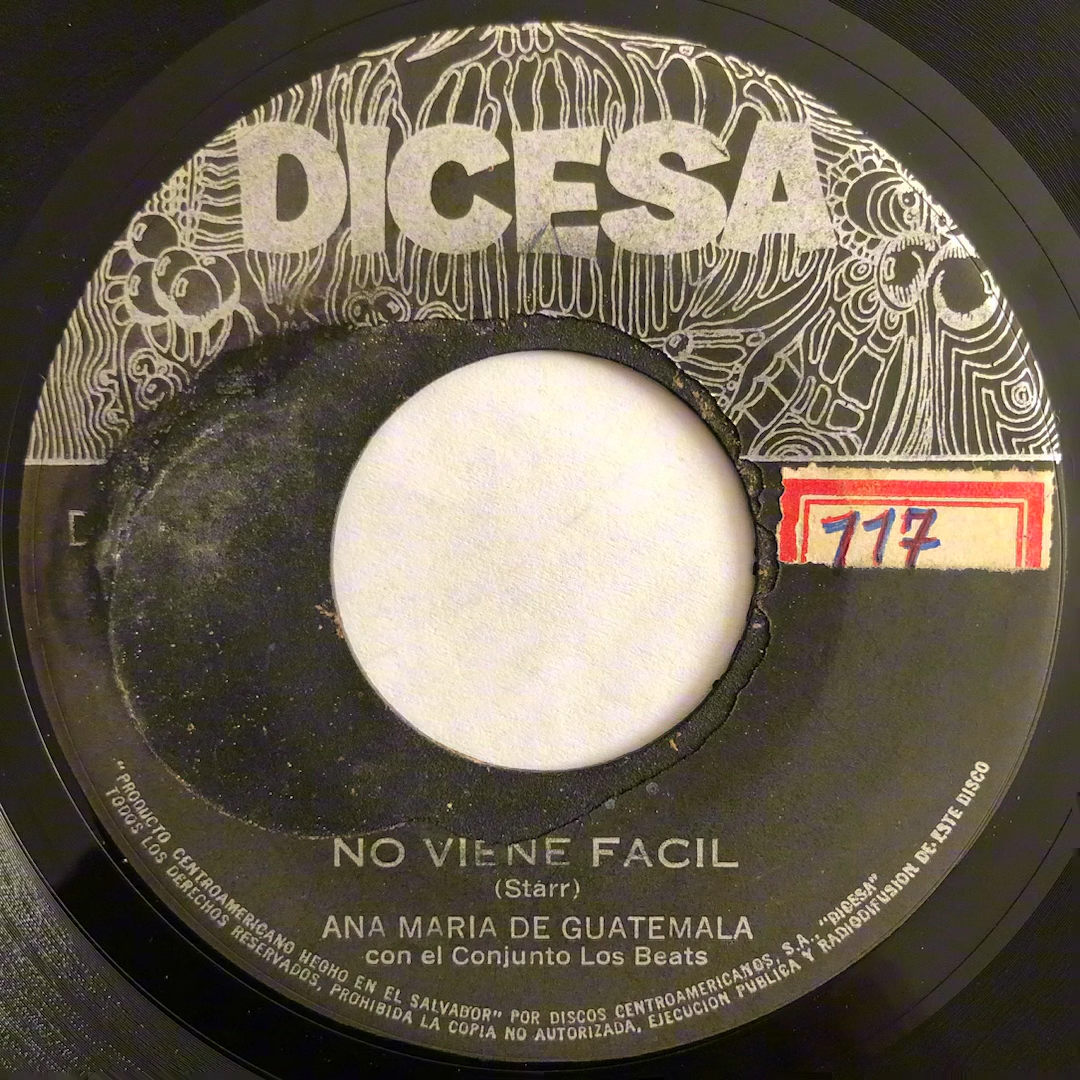 DICESA
117
NO VIENE FACIL
(Starr)
ANA MARIA DE GUATEMALA
con el Conjunto Los Beats
"PRODUCTO CENTROAMERICANO HECHO EN EL SALVADOR" POR DISCOS CENTROAMERICANOS, S.A. "DICESA"
TODOS LOS DERECHOS RESERVADOS, PROHIBIDA LA COPIA NO AUTORIZADA, EJECUCION PUBLICA Y RADIODIFUSION DE ESTE DISCO